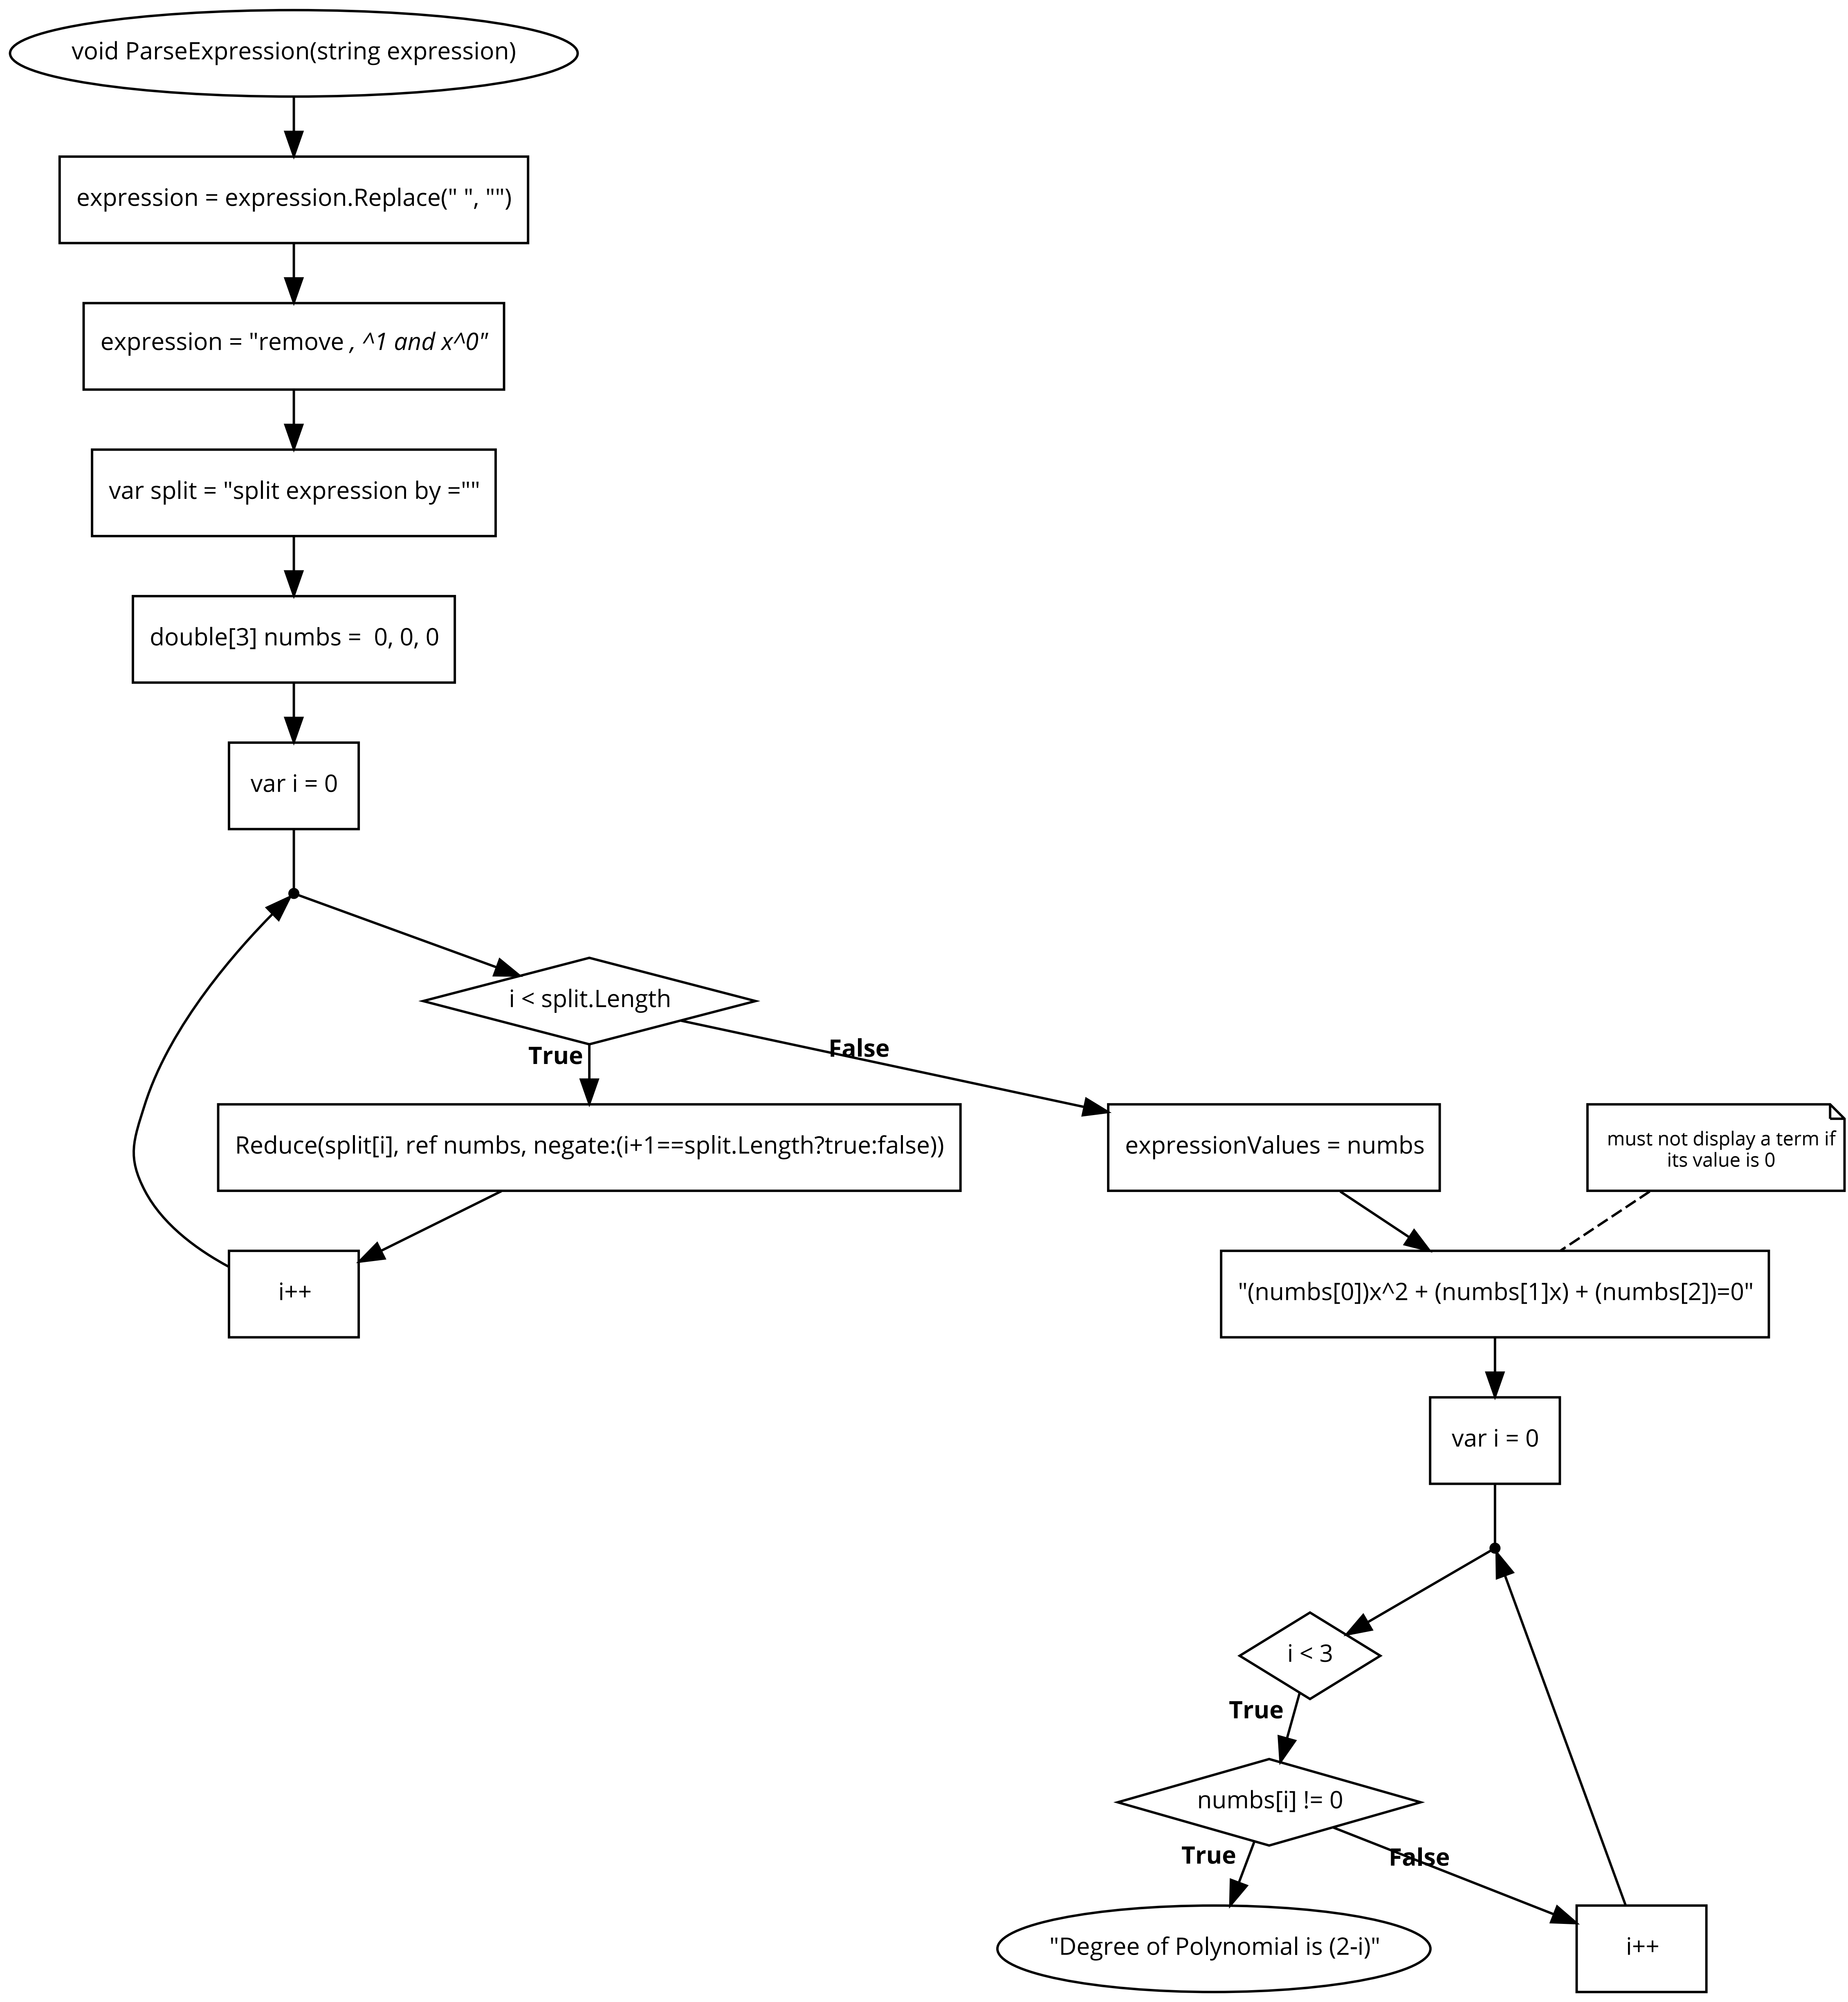 void ParseExpression(string expression)
expression = expression.Replace(" ", "")
expression = "remove , ^1 and x^0"
var split = "split expression by =""
double[3] numbs =  0, 0, 0
var i = 0
i < split.Length
True
False
Reduce(split[i], ref numbs, negate:(i+1==split.Length?true:false))
expressionValues = numbs
must not display a term if
its value is 0
i++
"(numbs[0])x^2 + (numbs[1]x) + (numbs[2])=0"
var i = 0
i < 3
True
numbs[i] != 0
True
False
"Degree of Polynomial is (2-i)"
i++